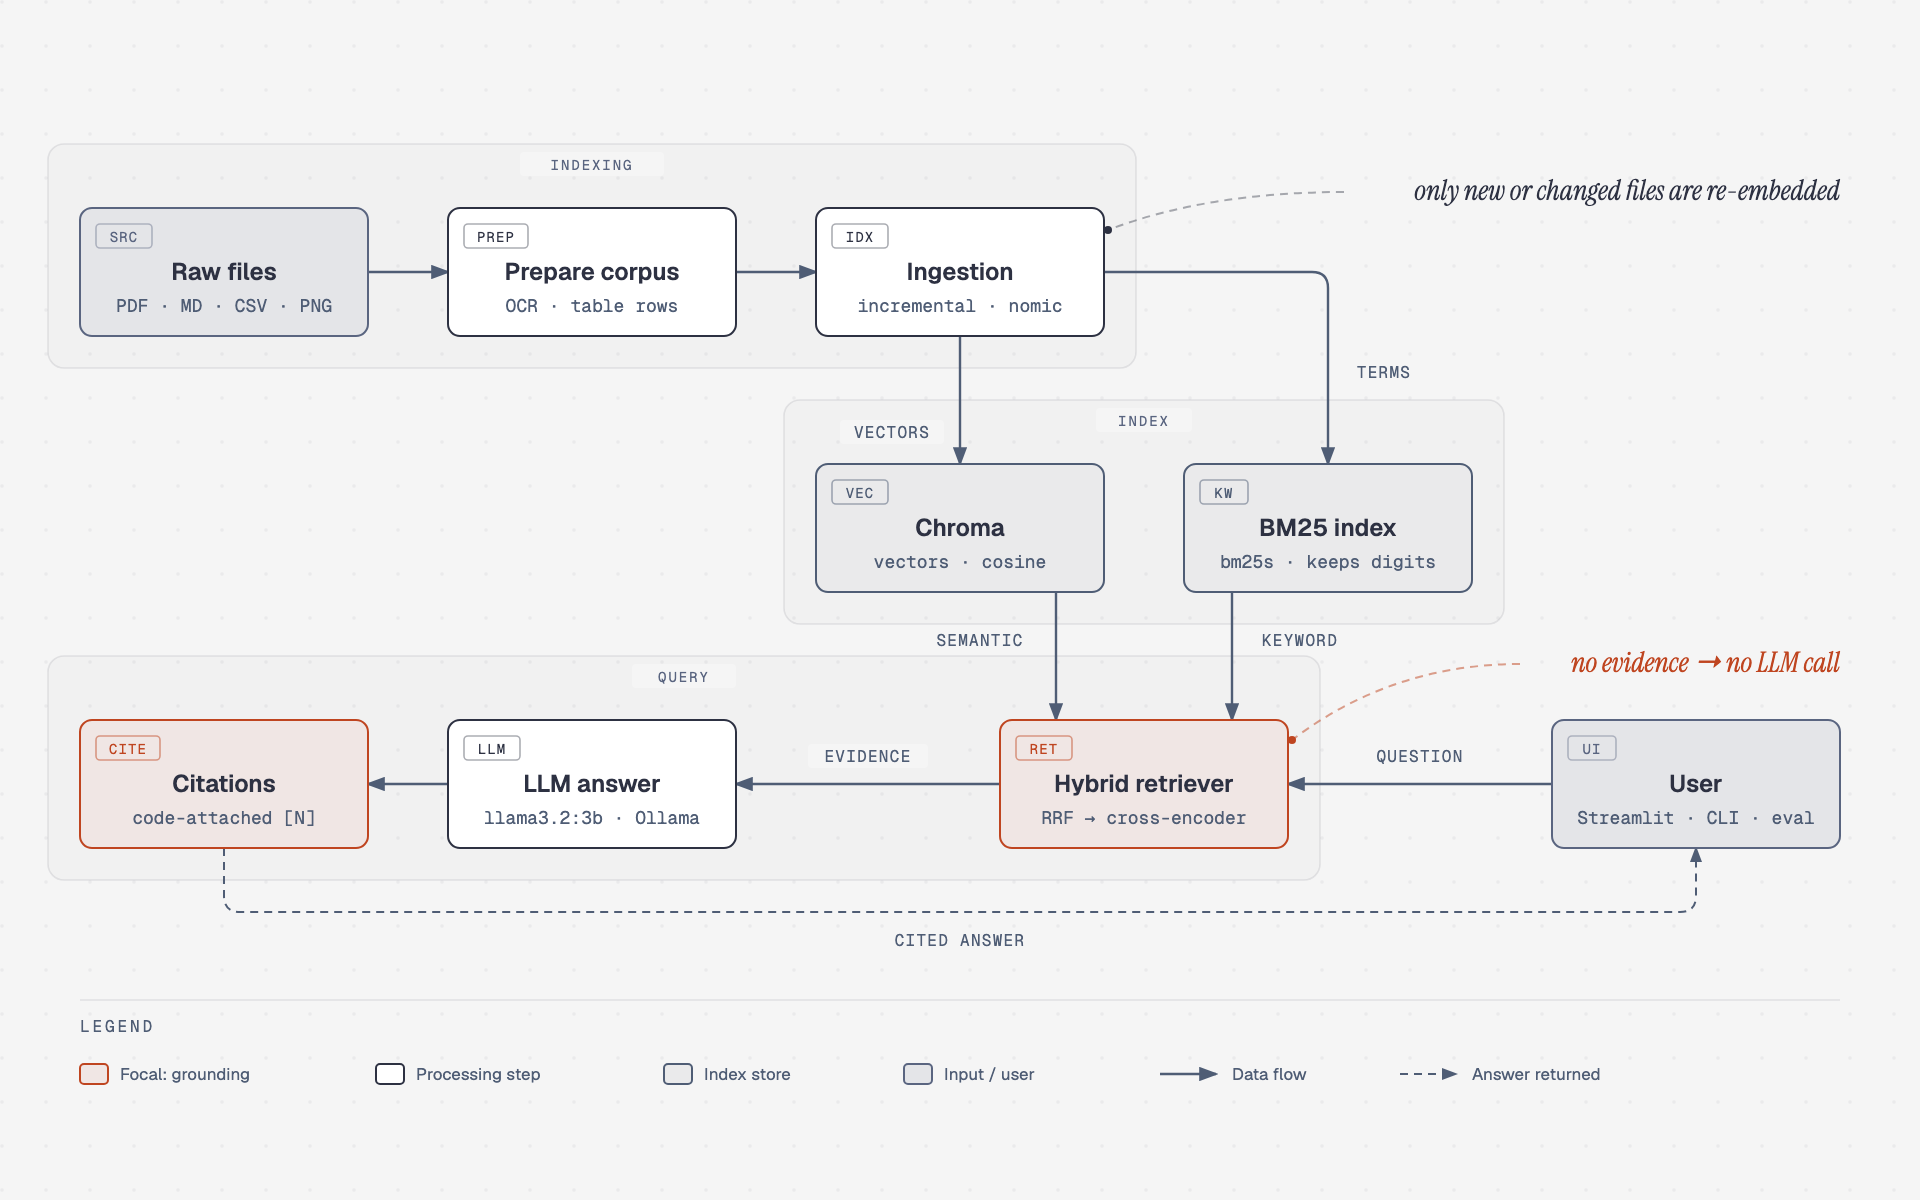 INDEXING
only new or changed files are re-embedded
SRC
Raw files
PDF · MD · CSV · PNG
PREP
Prepare corpus
OCR · table rows
IDX
Ingestion
incremental · nomic
TERMS
INDEX
VECTORS
VEC
Chroma
vectors · cosine
KW
BM25 index
bm25s · keeps digits
SEMANTIC
KEYWORD
QUERY
no evidence → no LLM call
CITE
Citations
code-attached [N]
LLM
LLM answer
llama3.2:3b · Ollama
EVIDENCE
RET
Hybrid retriever
RRF → cross-encoder
QUESTION
UI
User
Streamlit · CLI · eval
CITED ANSWER
LEGEND
Focal: grounding
Processing step
Index store
Input / user
Data flow
Answer returned